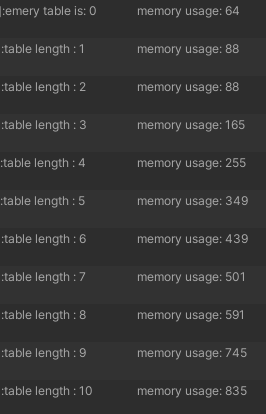 :emery table is: 0 memory usage: 64
:table length : 1 memory usage: 88
:table length : 2 memory usage: 88
:table length : 3 memory usage: 165
:table length : 4 memory usage: 255
:table length : 5 memory usage: 349
:table length : 6 memory usage: 439
:table length : 7 memory usage: 501
:table length : 8 memory usage: 591
:table length : 9 memory usage: 745
:table length : 10 memory usage: 835